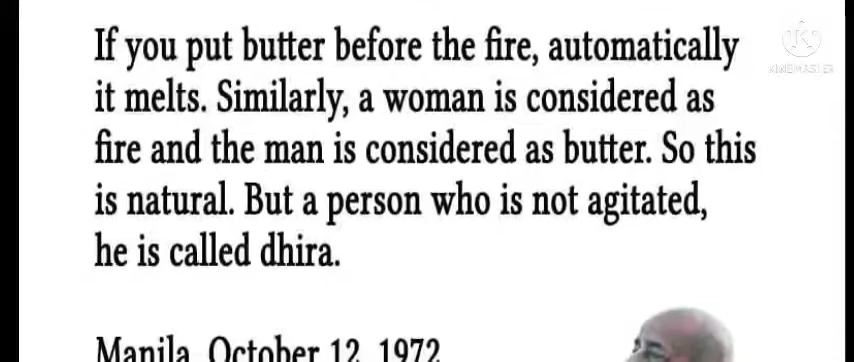 If you put butter before the fire, automatically
it melts. Similarly, a woman is considered as
fire and the man is considered as butter. So this
is natural. But a person who is not agitated,
he is called dhira.
Manila, October 12, 1972
KINEMASTER